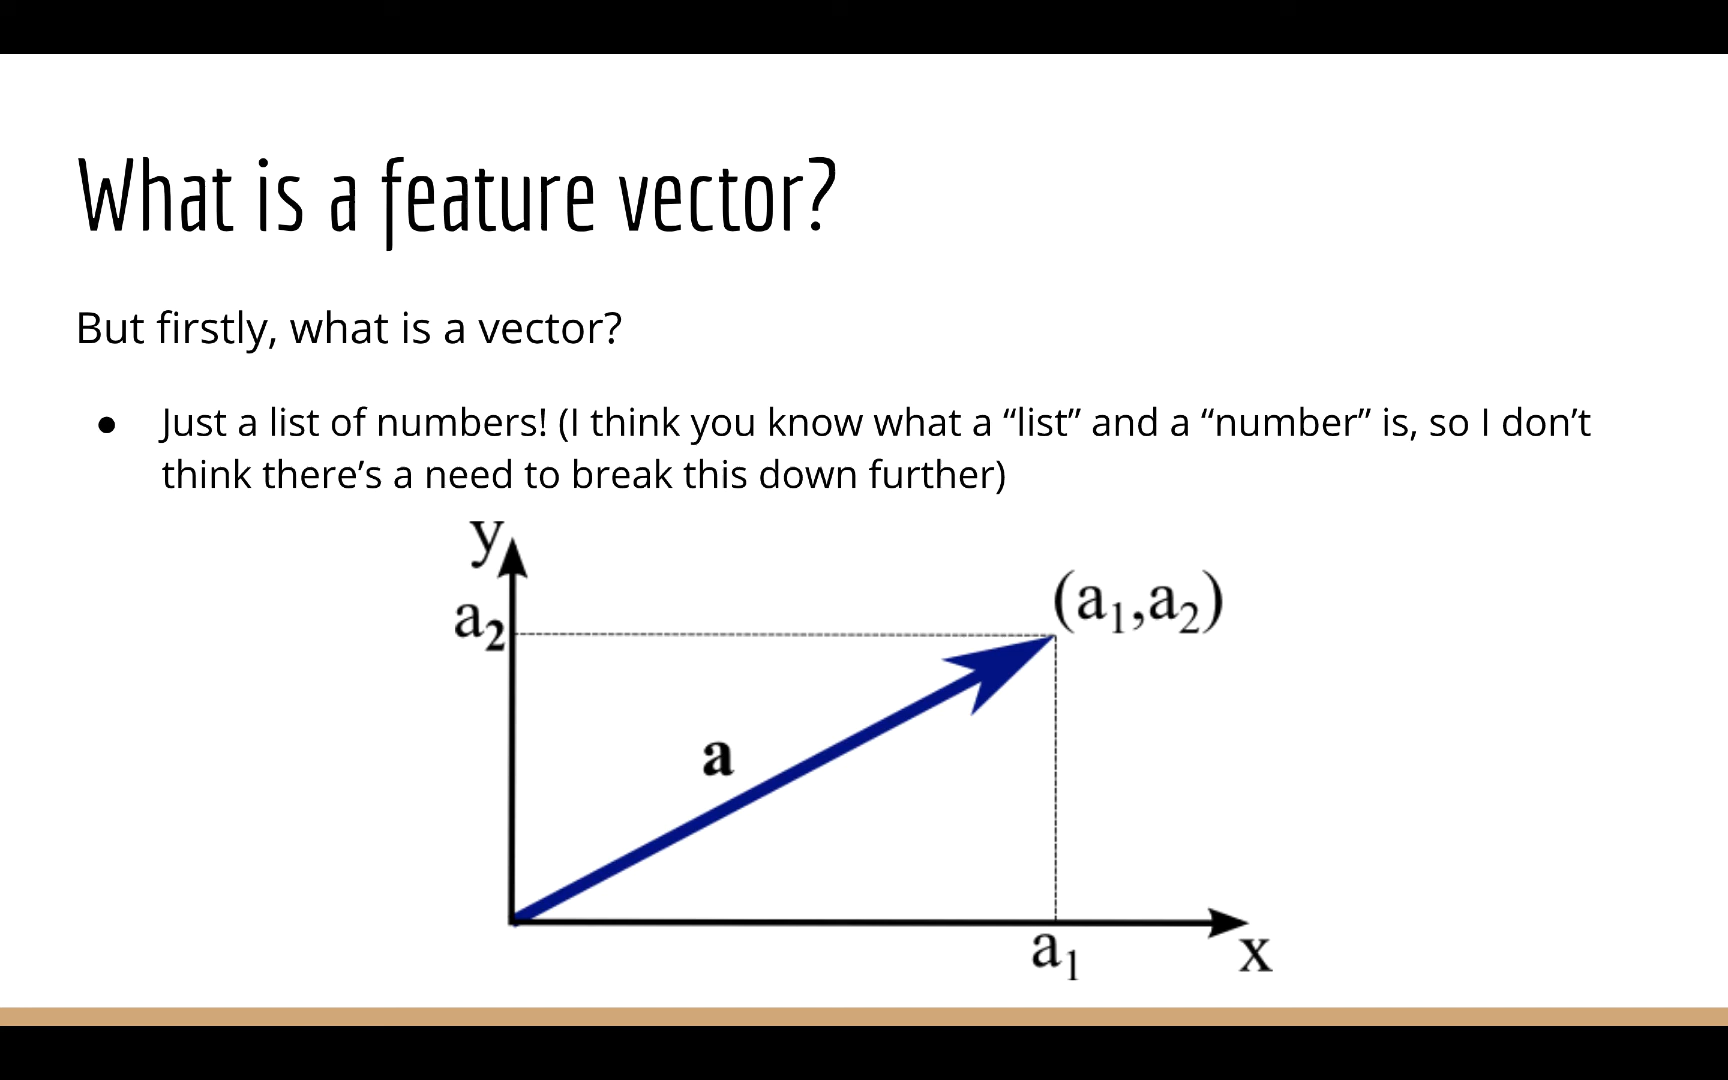 What is a feature vector?
But firstly, what is a vector?
● Just a list of numbers! (I think you know what a “list” and a “number” is, so I don’t
think there’s a need to break this down further)
y
a₂
(a₁,a₂)
a
a₁
x